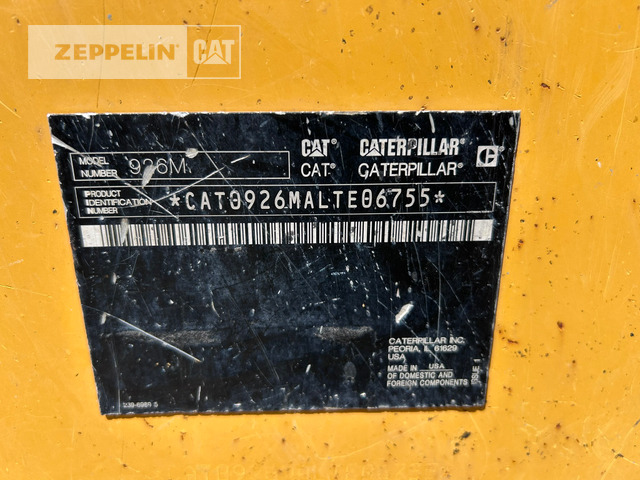 ZEPPELIN CAT
MODEL NUMBER 926M
CAT CATERPILLAR
CAT® CATERPILLAR®
PRODUCT IDENTIFICATION NUMBER *CAT0926MALTE06755*
CATERPILLAR INC.
PEORIA, IL 61629
USA
MADE IN USA
OF DOMESTIC AND
FOREIGN COMPONENTS